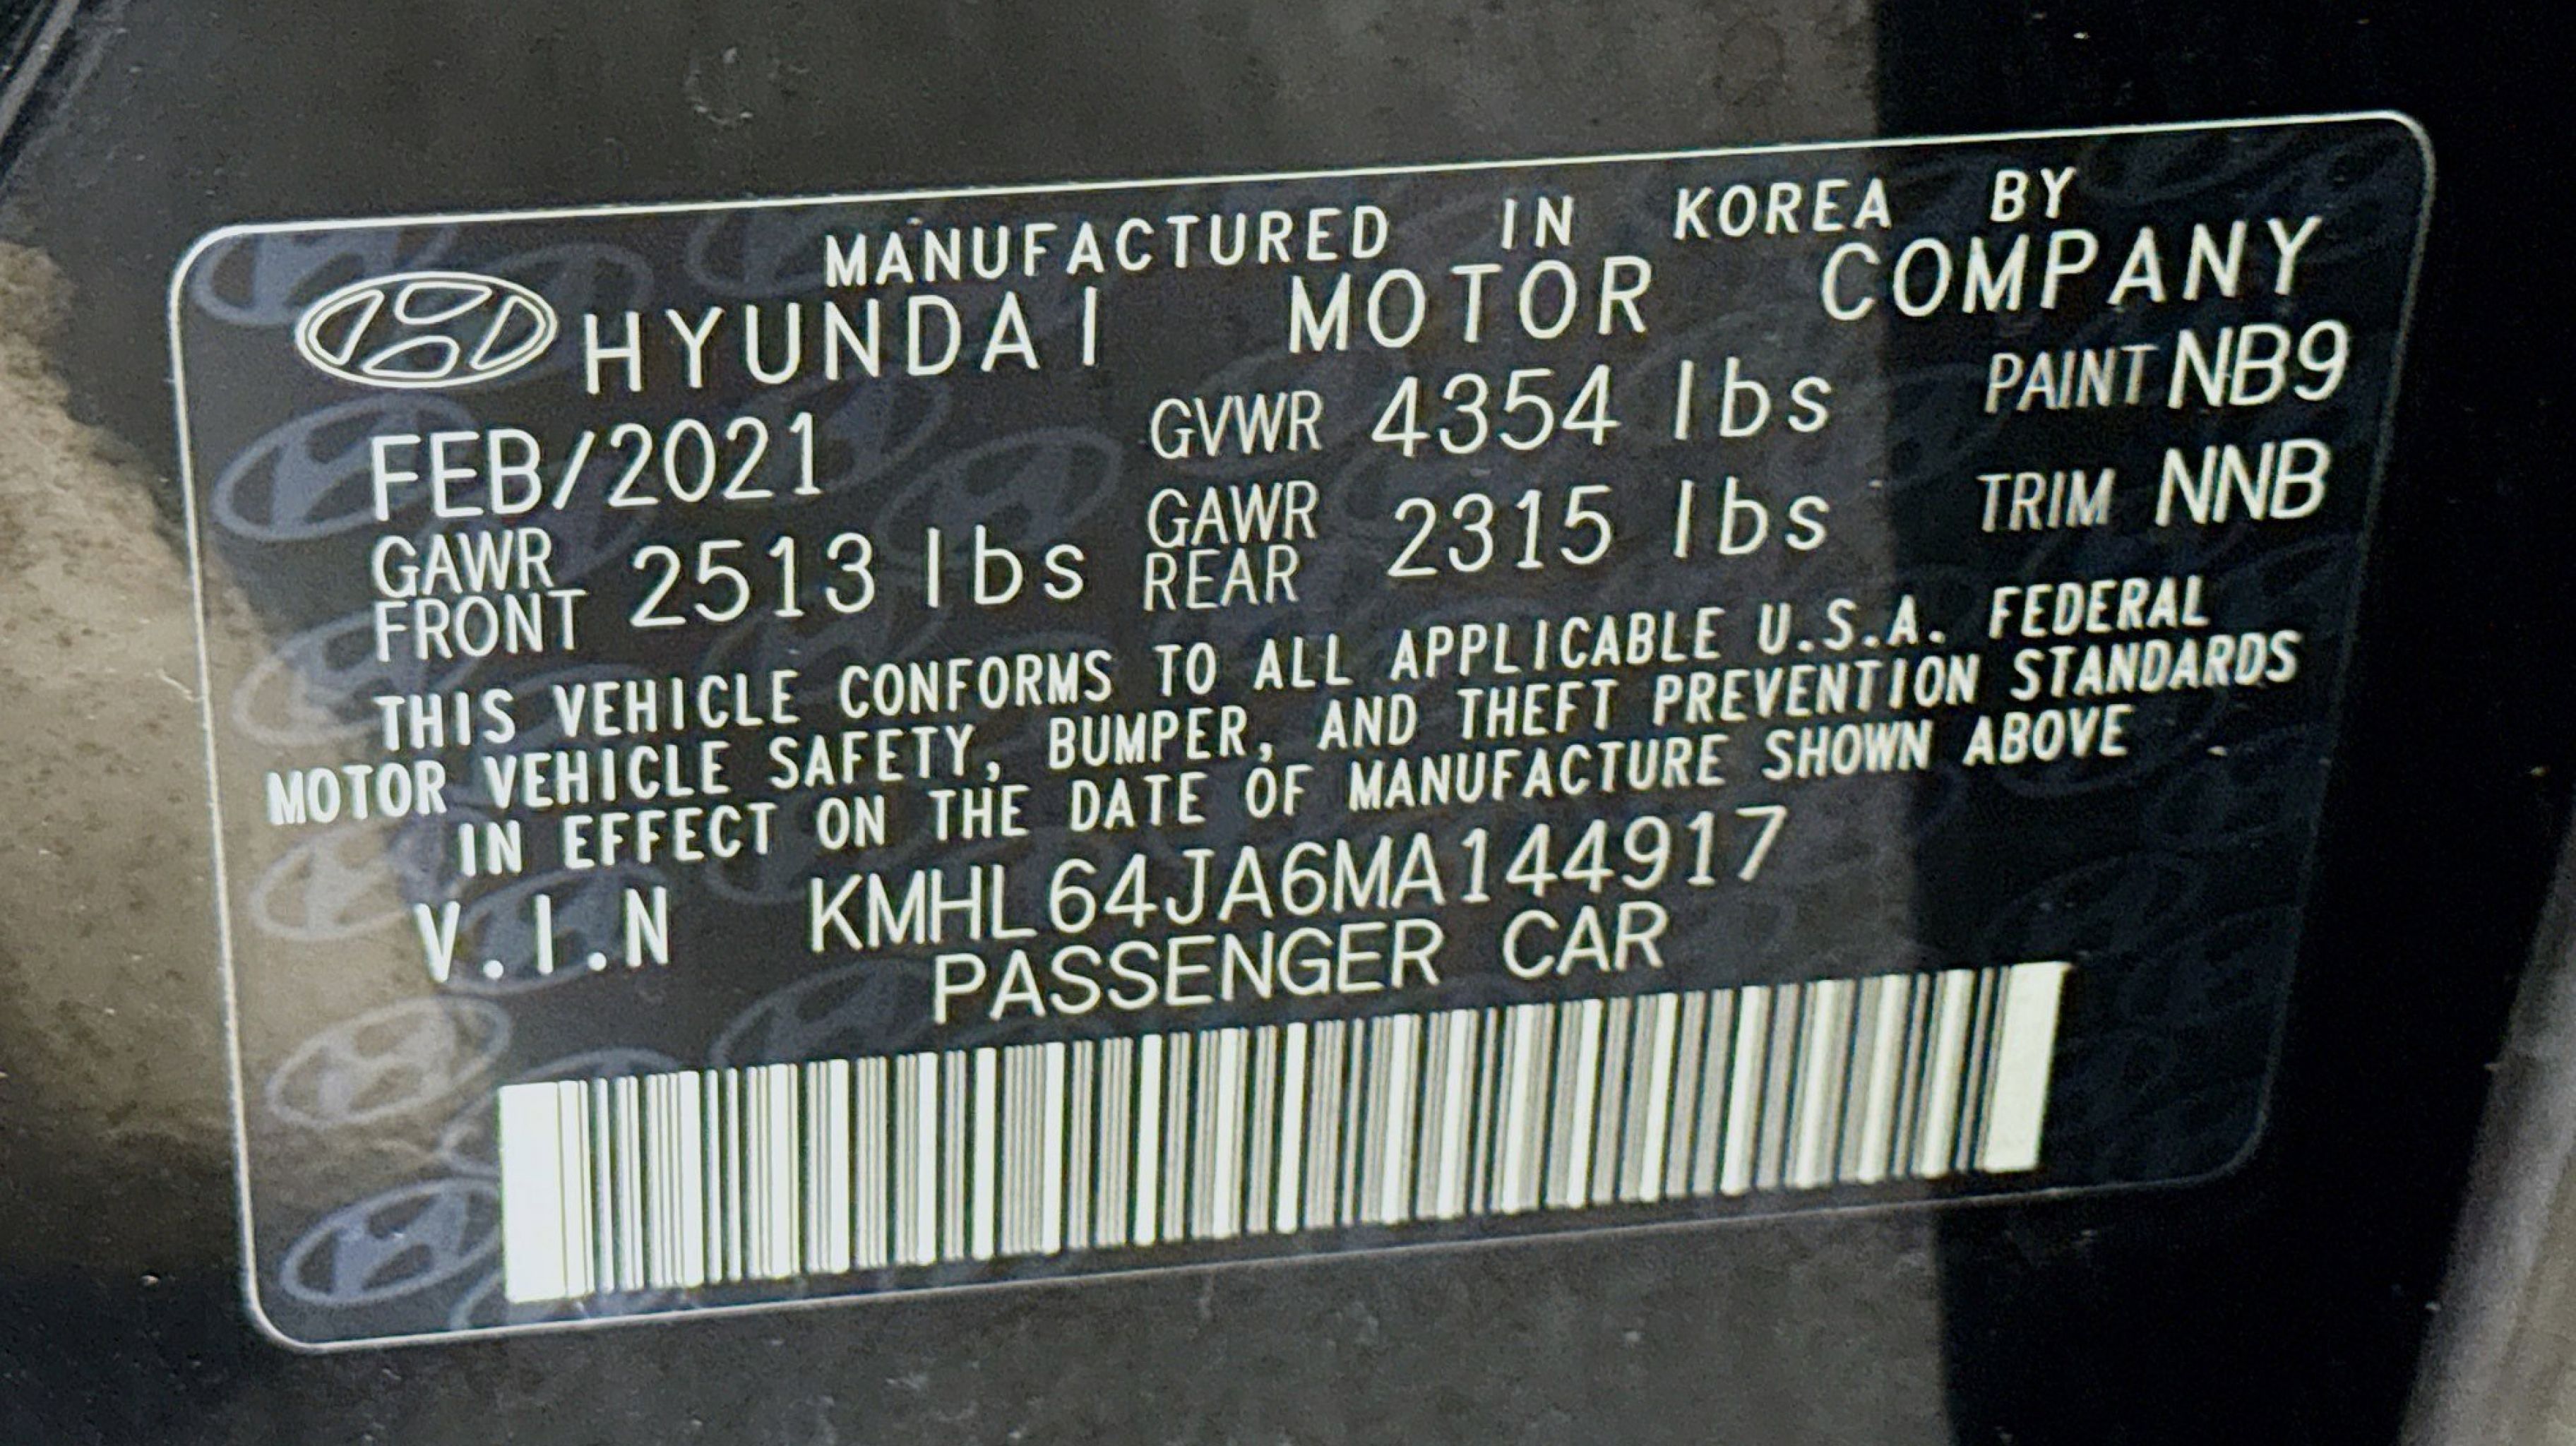 MANUFACTURED IN KOREA BY
HYUNDAI MOTOR COMPANY
FEB/2021 GVWR 4354 lbs PAINT NB9
GAWR FRONT 2513 lbs GAWR REAR 2315 lbs TRIM NNB
THIS VEHICLE CONFORMS TO ALL APPLICABLE U.S.A. FEDERAL
MOTOR VEHICLE SAFETY, BUMPER, AND THEFT PREVENTION STANDARDS
IN EFFECT ON THE DATE OF MANUFACTURE SHOWN ABOVE
V.I.N KMHL64JA6MA144917
PASSENGER CAR